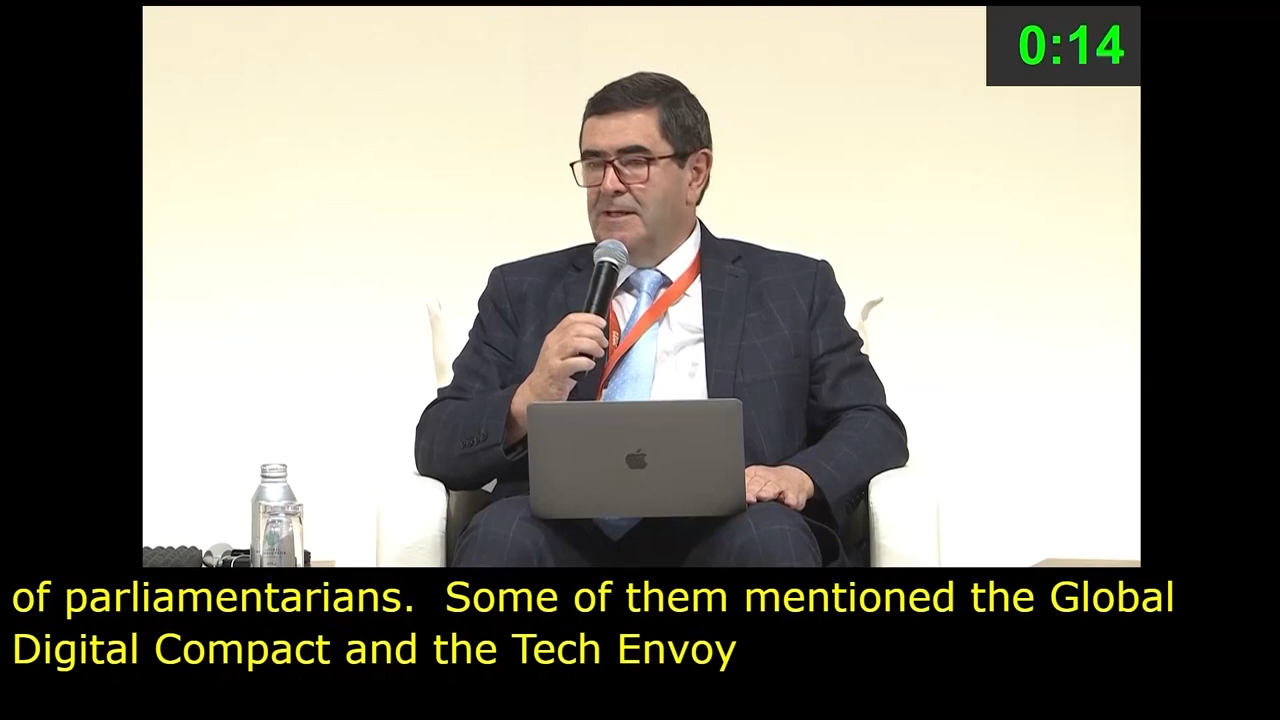 0:14
of parliamentarians.  Some of them mentioned the Global
Digital Compact and the Tech Envoy